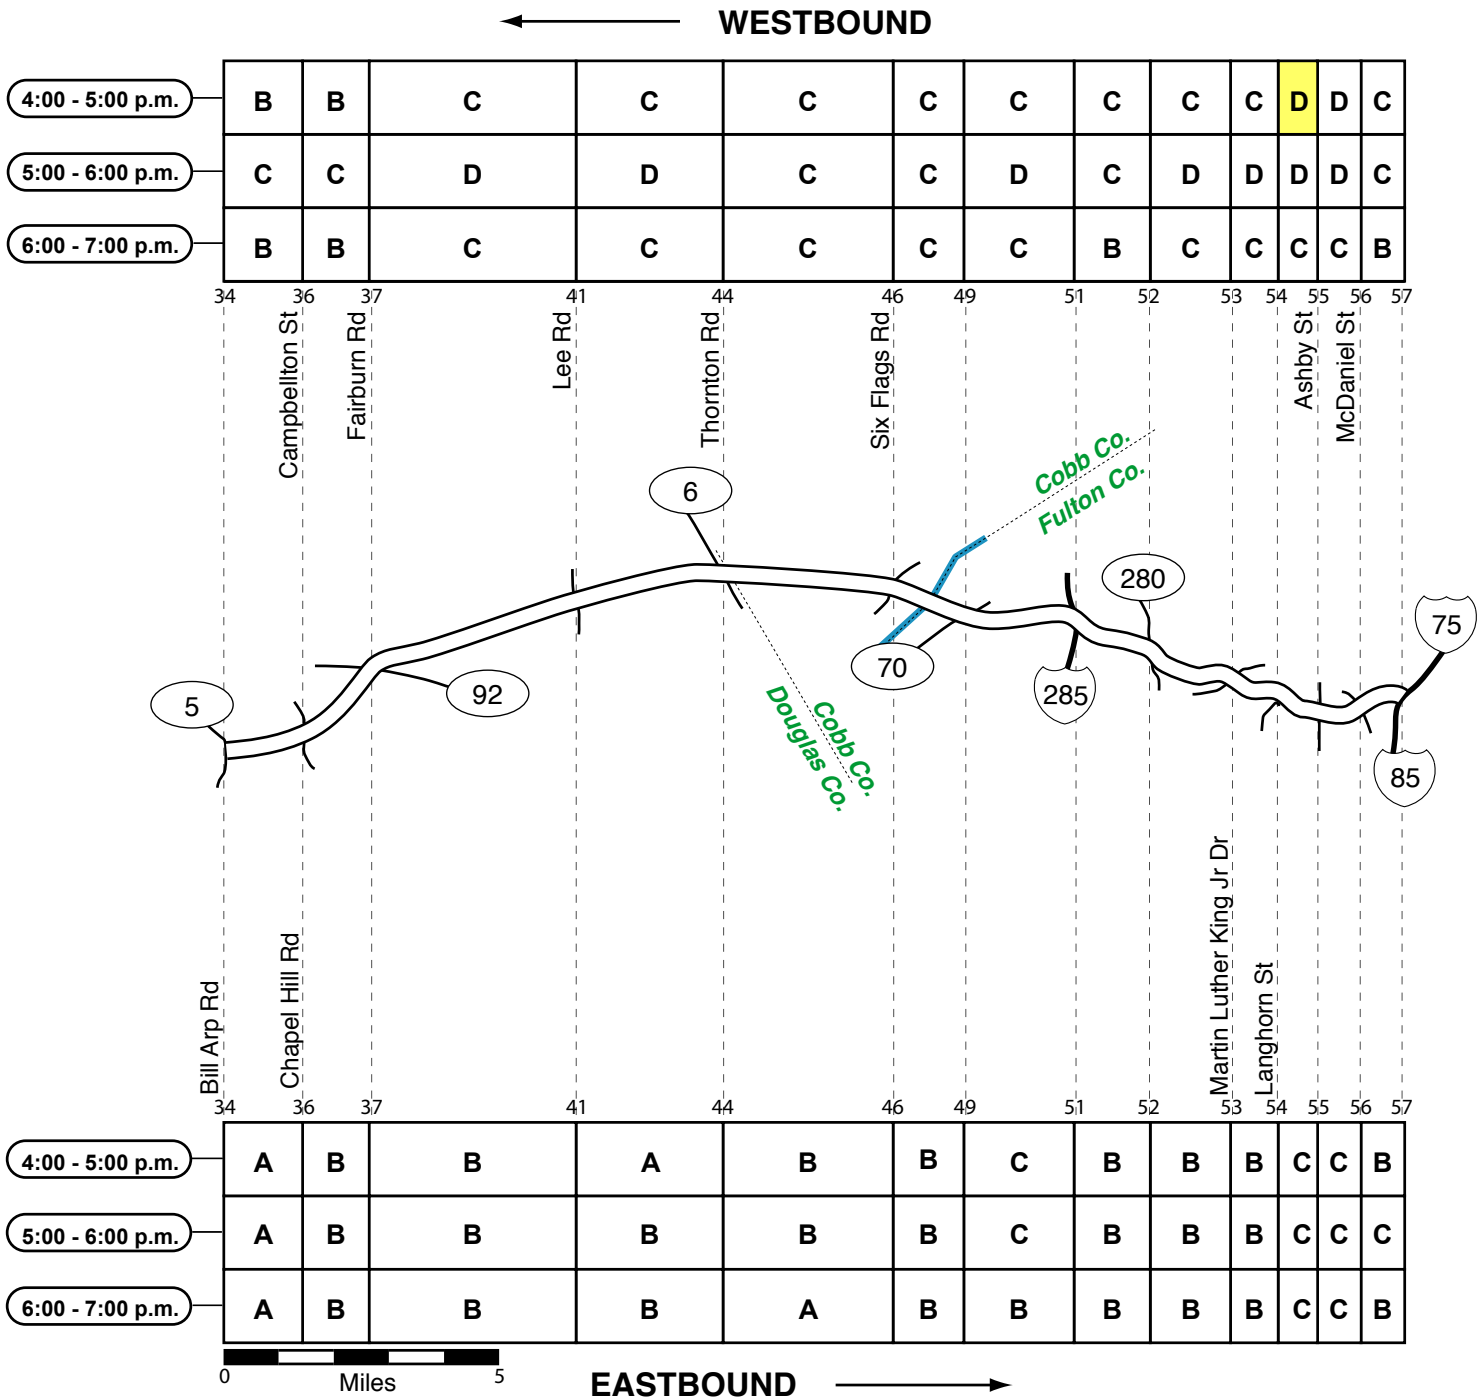 WESTBOUND
4:00 - 5:00 p.m. B B C C C C C C C C D D C
5:00 - 6:00 p.m. C C D D C C D C D D D D C
6:00 - 7:00 p.m. B B C C C C C B C C C C B
34 36 37 41 44 46 49 51 52 53 54 55 56 57
Campbellton St
Fairburn Rd
Lee Rd
Thornton Rd
Six Flags Rd
Ashby St
McDaniel St
Cobb Co.
Fulton Co.
6
280
75
70
5
92
285
Cobb Co.
Douglas Co.
85
Bill Arp Rd
Chapel Hill Rd
Martin Luther King Jr Dr
Langhorn St
34 36 37 41 44 46 49 51 52 53 54 55 56 57
4:00 - 5:00 p.m. A B B A B B C B B B C C B
5:00 - 6:00 p.m. A B B B B B C B B B C C C
6:00 - 7:00 p.m. A B B B A B B B B B C C B
0 Miles 5
EASTBOUND